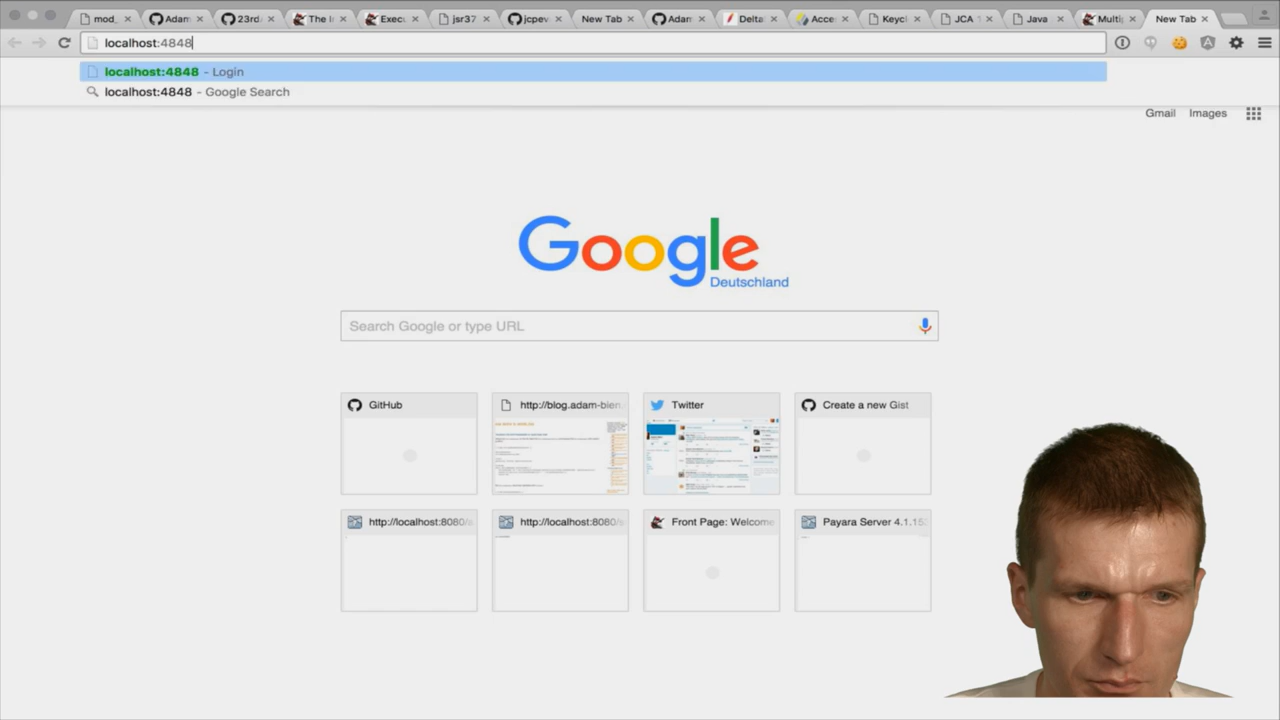 mod_
Adam
23rd
The I
Execu
jsr37
jcpev
New Tab
Adam
Delta
Acce
Keycl
JCA
Java
Multi
New Tab
localhost:4848
localhost:4848 - Login
localhost:4848 - Google Search
Gmail Images
Google
Deutschland
Search Google or type URL
GitHub
http://blog.adam-bien.
Twitter
Create a new Gist
http://localhost:8080/
http://localhost:8080/
Front Page: Welcome
Payara Server 4.1.15